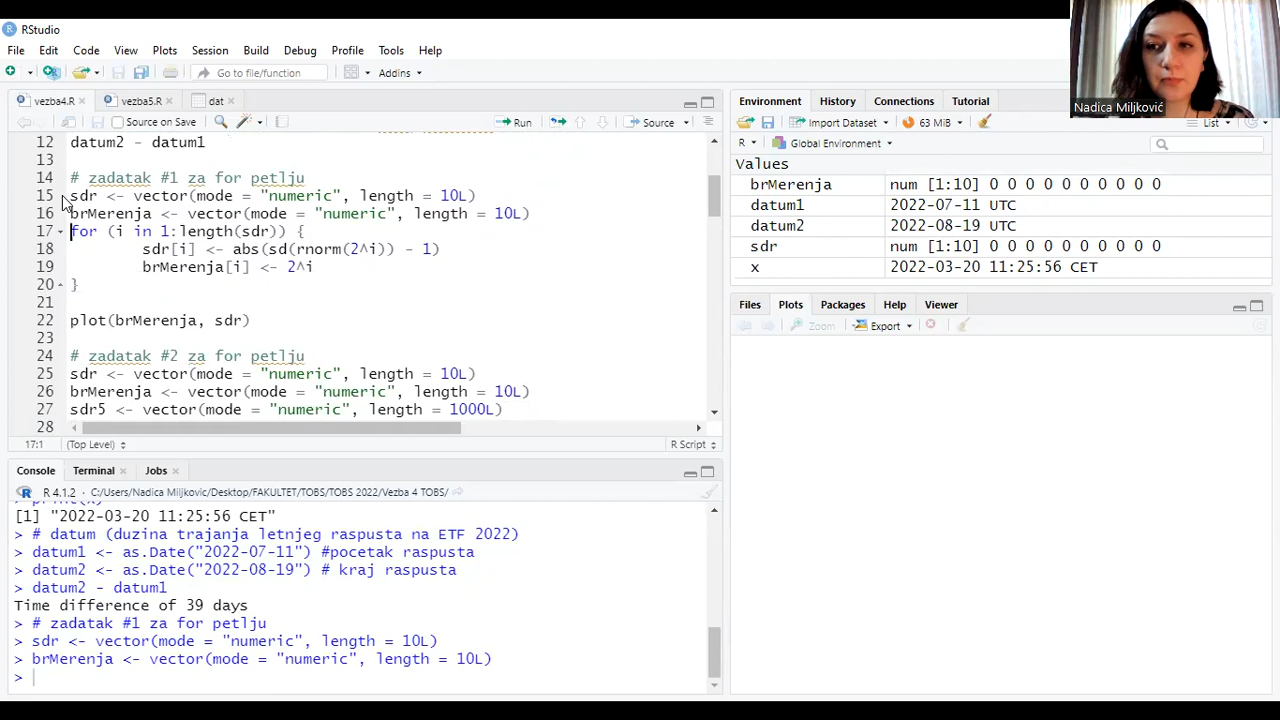 RStudio
File Edit Code View Plots Session Build Debug Profile Tools Help
Go to file/function Addins
Nadica Miljković
vezba4.R vezba5.R dat
Source on Save Run Source
12 datum2 - datum1
13
14 # zadatak #1 za for petlju
15 sdr <- vector(mode = "numeric", length = 10L)
16 brMerenja <- vector(mode = "numeric", length = 10L)
17 for (i in 1:length(sdr)) {
18 sdr[i] <- abs(sd(rnorm(2^i)) - 1)
19 brMerenja[i] <- 2^i
20 }
21
22 plot(brMerenja, sdr)
23
24 # zadatak #2 za for petlju
25 sdr <- vector(mode = "numeric", length = 10L)
26 brMerenja <- vector(mode = "numeric", length = 10L)
27 sdr5 <- vector(mode = "numeric", length = 1000L)
28
17:1 (Top Level) R Script
Console Terminal Jobs
R 4.1.2 · C:/Users/Nadica Miljkovic/Desktop/FAKULTET/TOBS/TOBS 2022/Vezba 4 TOBS/
> print(x)
[1] "2022-03-20 11:25:56 CET"
> # datum (duzina trajanja letnjeg raspusta na ETF 2022)
> datum1 <- as.Date("2022-07-11") #pocetak raspusta
> datum2 <- as.Date("2022-08-19") # kraj raspusta
> datum2 - datum1
Time difference of 39 days
> # zadatak #1 za for petlju
> sdr <- vector(mode = "numeric", length = 10L)
> brMerenja <- vector(mode = "numeric", length = 10L)
>
Environment History Connections Tutorial
Import Dataset 63 MiB List
R Global Environment
Values
brMerenja num [1:10] 0 0 0 0 0 0 0 0 0 0
datum1 2022-07-11 UTC
datum2 2022-08-19 UTC
sdr num [1:10] 0 0 0 0 0 0 0 0 0 0
x 2022-03-20 11:25:56 CET
Files Plots Packages Help Viewer
Zoom Export